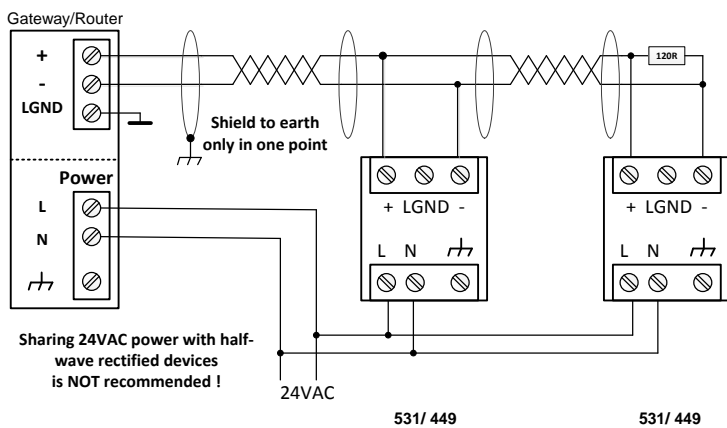 Gateway/Router
+
-
LGND
120R
Shield to earth
only in one point
Power
L
N
+ LGND -
L N
+ LGND -
L N
Sharing 24VAC power with half-
wave rectified devices
is NOT recommended !
24VAC
531/ 449
531/ 449